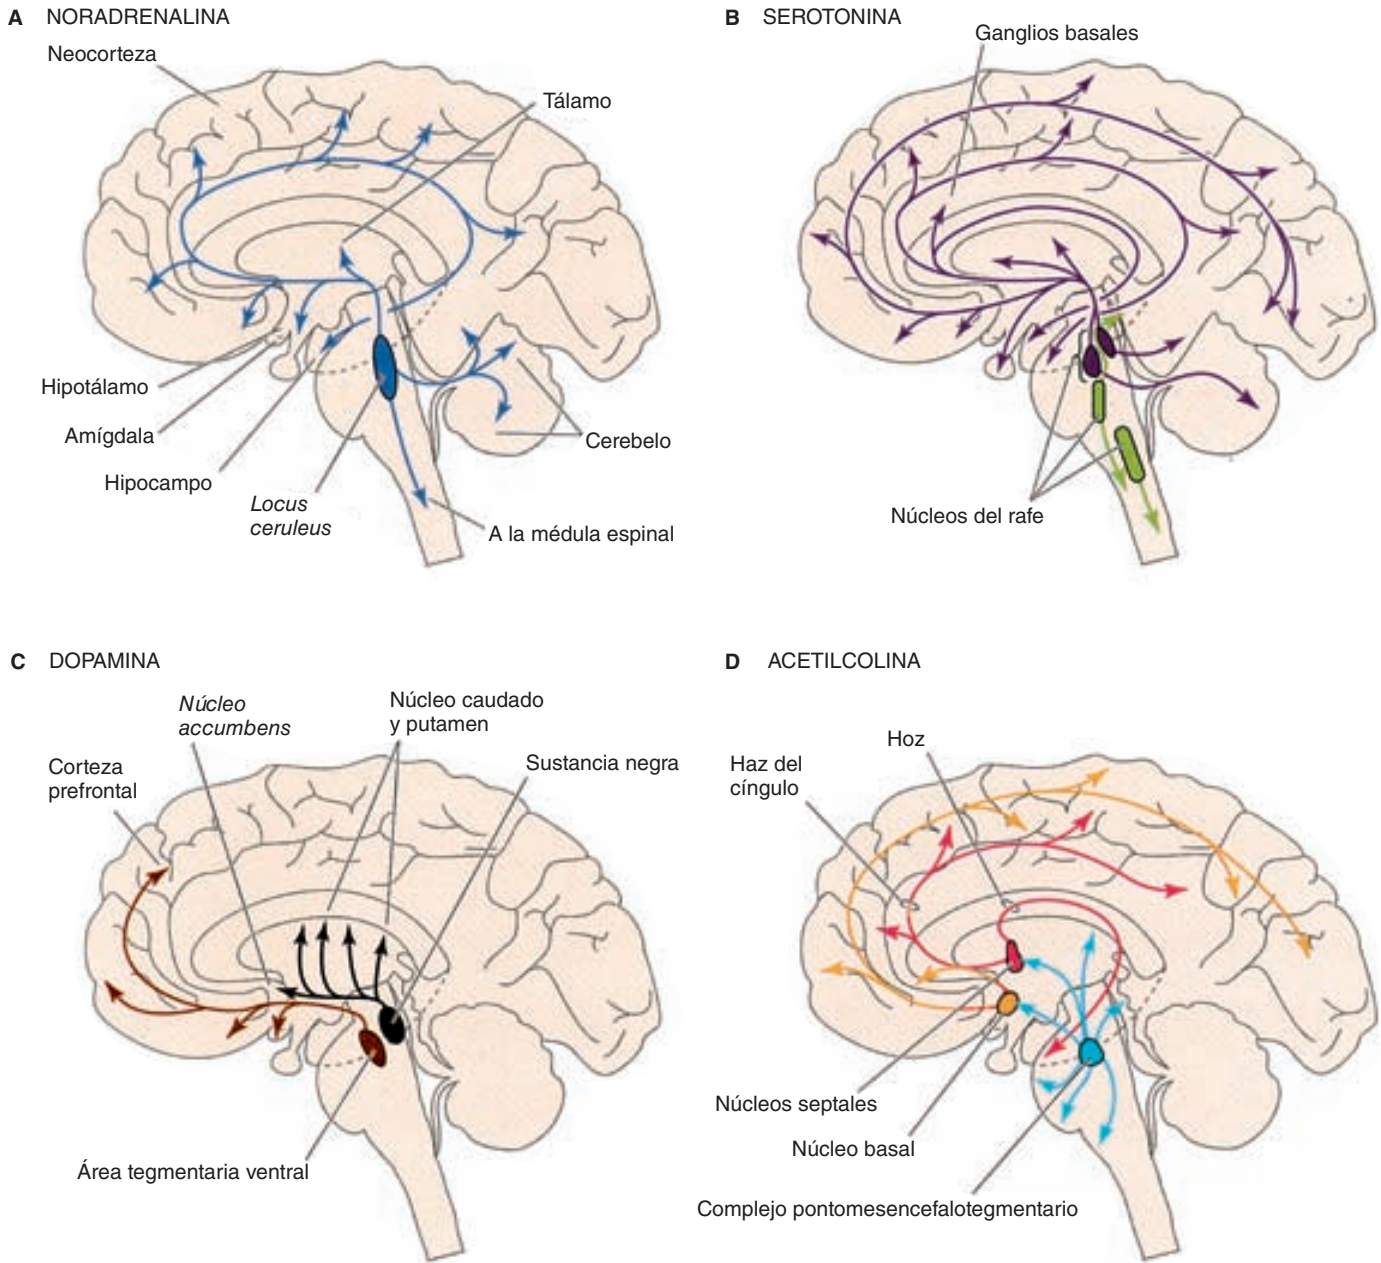 A NORADRENALINA
Neocorteza
Tálamo
Hipotálamo
Amígdala
Hipocampo
Locus
ceruleus
Cerebelo
A la médula espinal
B SEROTONINA
Ganglios basales
Núcleos del rafe
C DOPAMINA
Núcleo
accumbens
Núcleo caudado
y putamen
Corteza
prefrontal
Sustancia negra
Área tegmentaria ventral
D ACETILCOLINA
Hoz
Haz del
cíngulo
Núcleos septales
Núcleo basal
Complejo pontomesencefalotegmentario